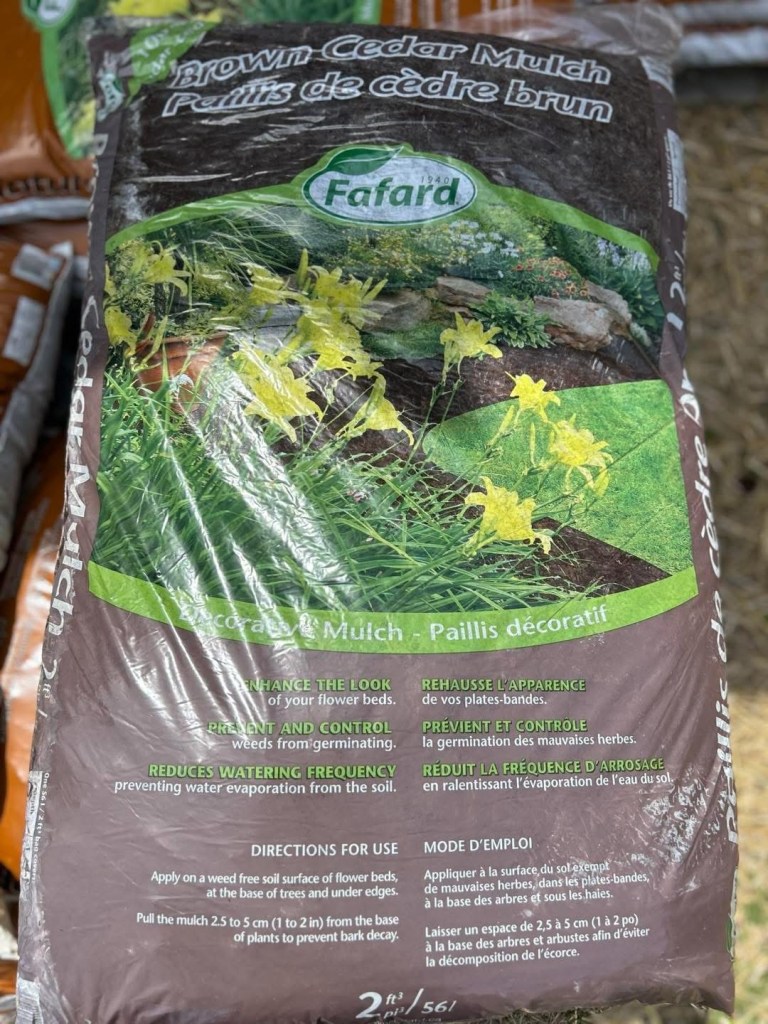 Brown Cedar Mulch
Paillis de cèdre brun
1940
Fafard
Decorative Mulch - Paillis décoratif
ENHANCE THE LOOK
of your flower beds.
PREVENT AND CONTROL
weeds from germinating.
REDUCES WATERING FREQUENCY
preventing water evaporation from the soil.
REHAUSSE L'APPARENCE
de vos plates-bandes.
PRÉVIENT ET CONTRÔLE
la germination des mauvaises herbes.
RÉDUIT LA FRÉQUENCE D'ARROSAGE
en ralentissant l'évaporation de l'eau du sol.
DIRECTIONS FOR USE
Apply on a weed free soil surface of flower beds,
at the base of trees and under edges.
Pull the mulch 2.5 to 5 cm (1 to 2 in) from the base
of plants to prevent bark decay.
MODE D'EMPLOI
Appliquer à la surface du sol exempt
de mauvaises herbes, dans les plates-bandes,
à la base des arbres et sous les haies.
Laisser un espace de 2,5 à 5 cm (1 à 2 po)
à la base des arbres et arbustes afin d'éviter
la décomposition de l'écorce.
2 ft³/pi³ / 56l
Cedar Mulch 2 ft³
Paillis de cèdre br